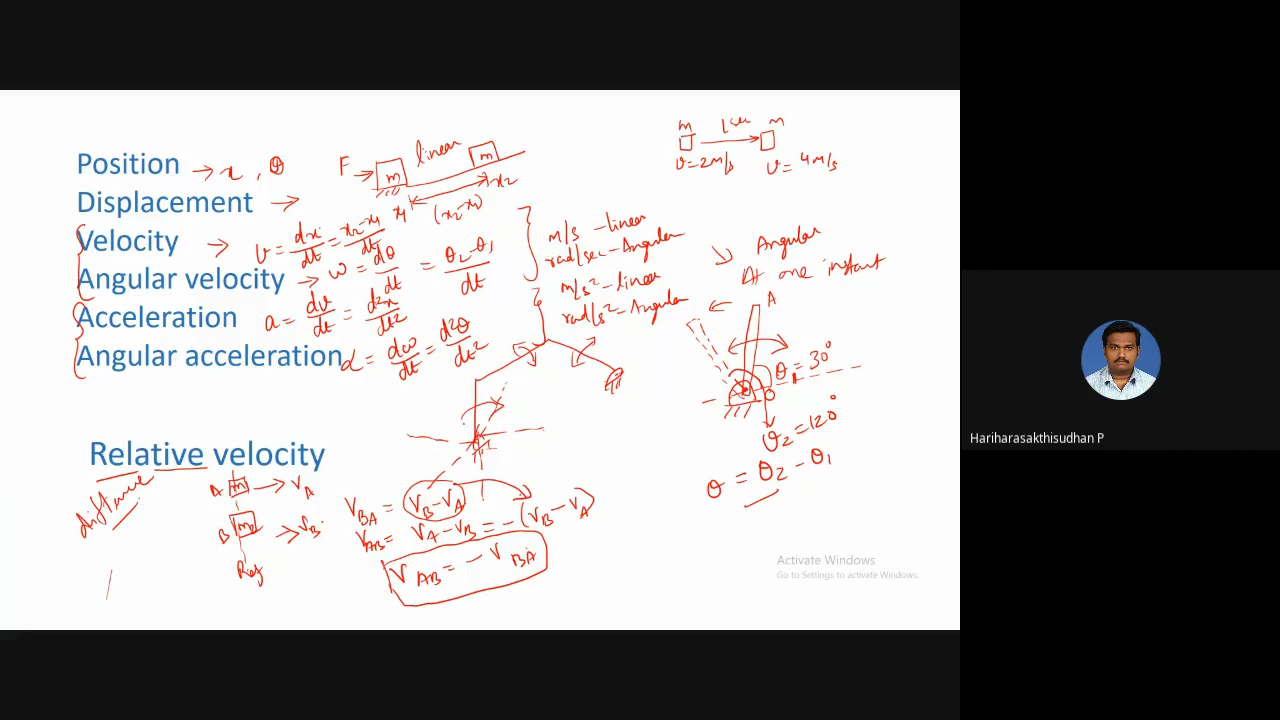 Position → x , θ
Displacement →
Velocity → v = dx/dt = x2-x1/dt
Angular velocity → ω = dθ/dt = θ2-θ1/dt
Acceleration a = dv/dt = d²x/dt²
Angular acceleration α = dω/dt = d²θ/dt²
F → m linear m
x1 (x2-x1) x2
m/s - linear
rad/sec - Angular
m/s² - linear
rad/s² - Angular
m 1 sec m
v = 2 m/s v = 4 m/s
Angular
At one instant
A
θ1 = 30°
O
θ2 = 120°
θ = θ2 - θ1
Relative velocity
difference
A m → VA
B m2 → VB
Ref
VBA = VB - VA
VAB = VA - VB = -(VB - VA)
VAB = - VBA
Activate Windows
Go to Settings to activate Windows.
Hariharasakthisudhan P